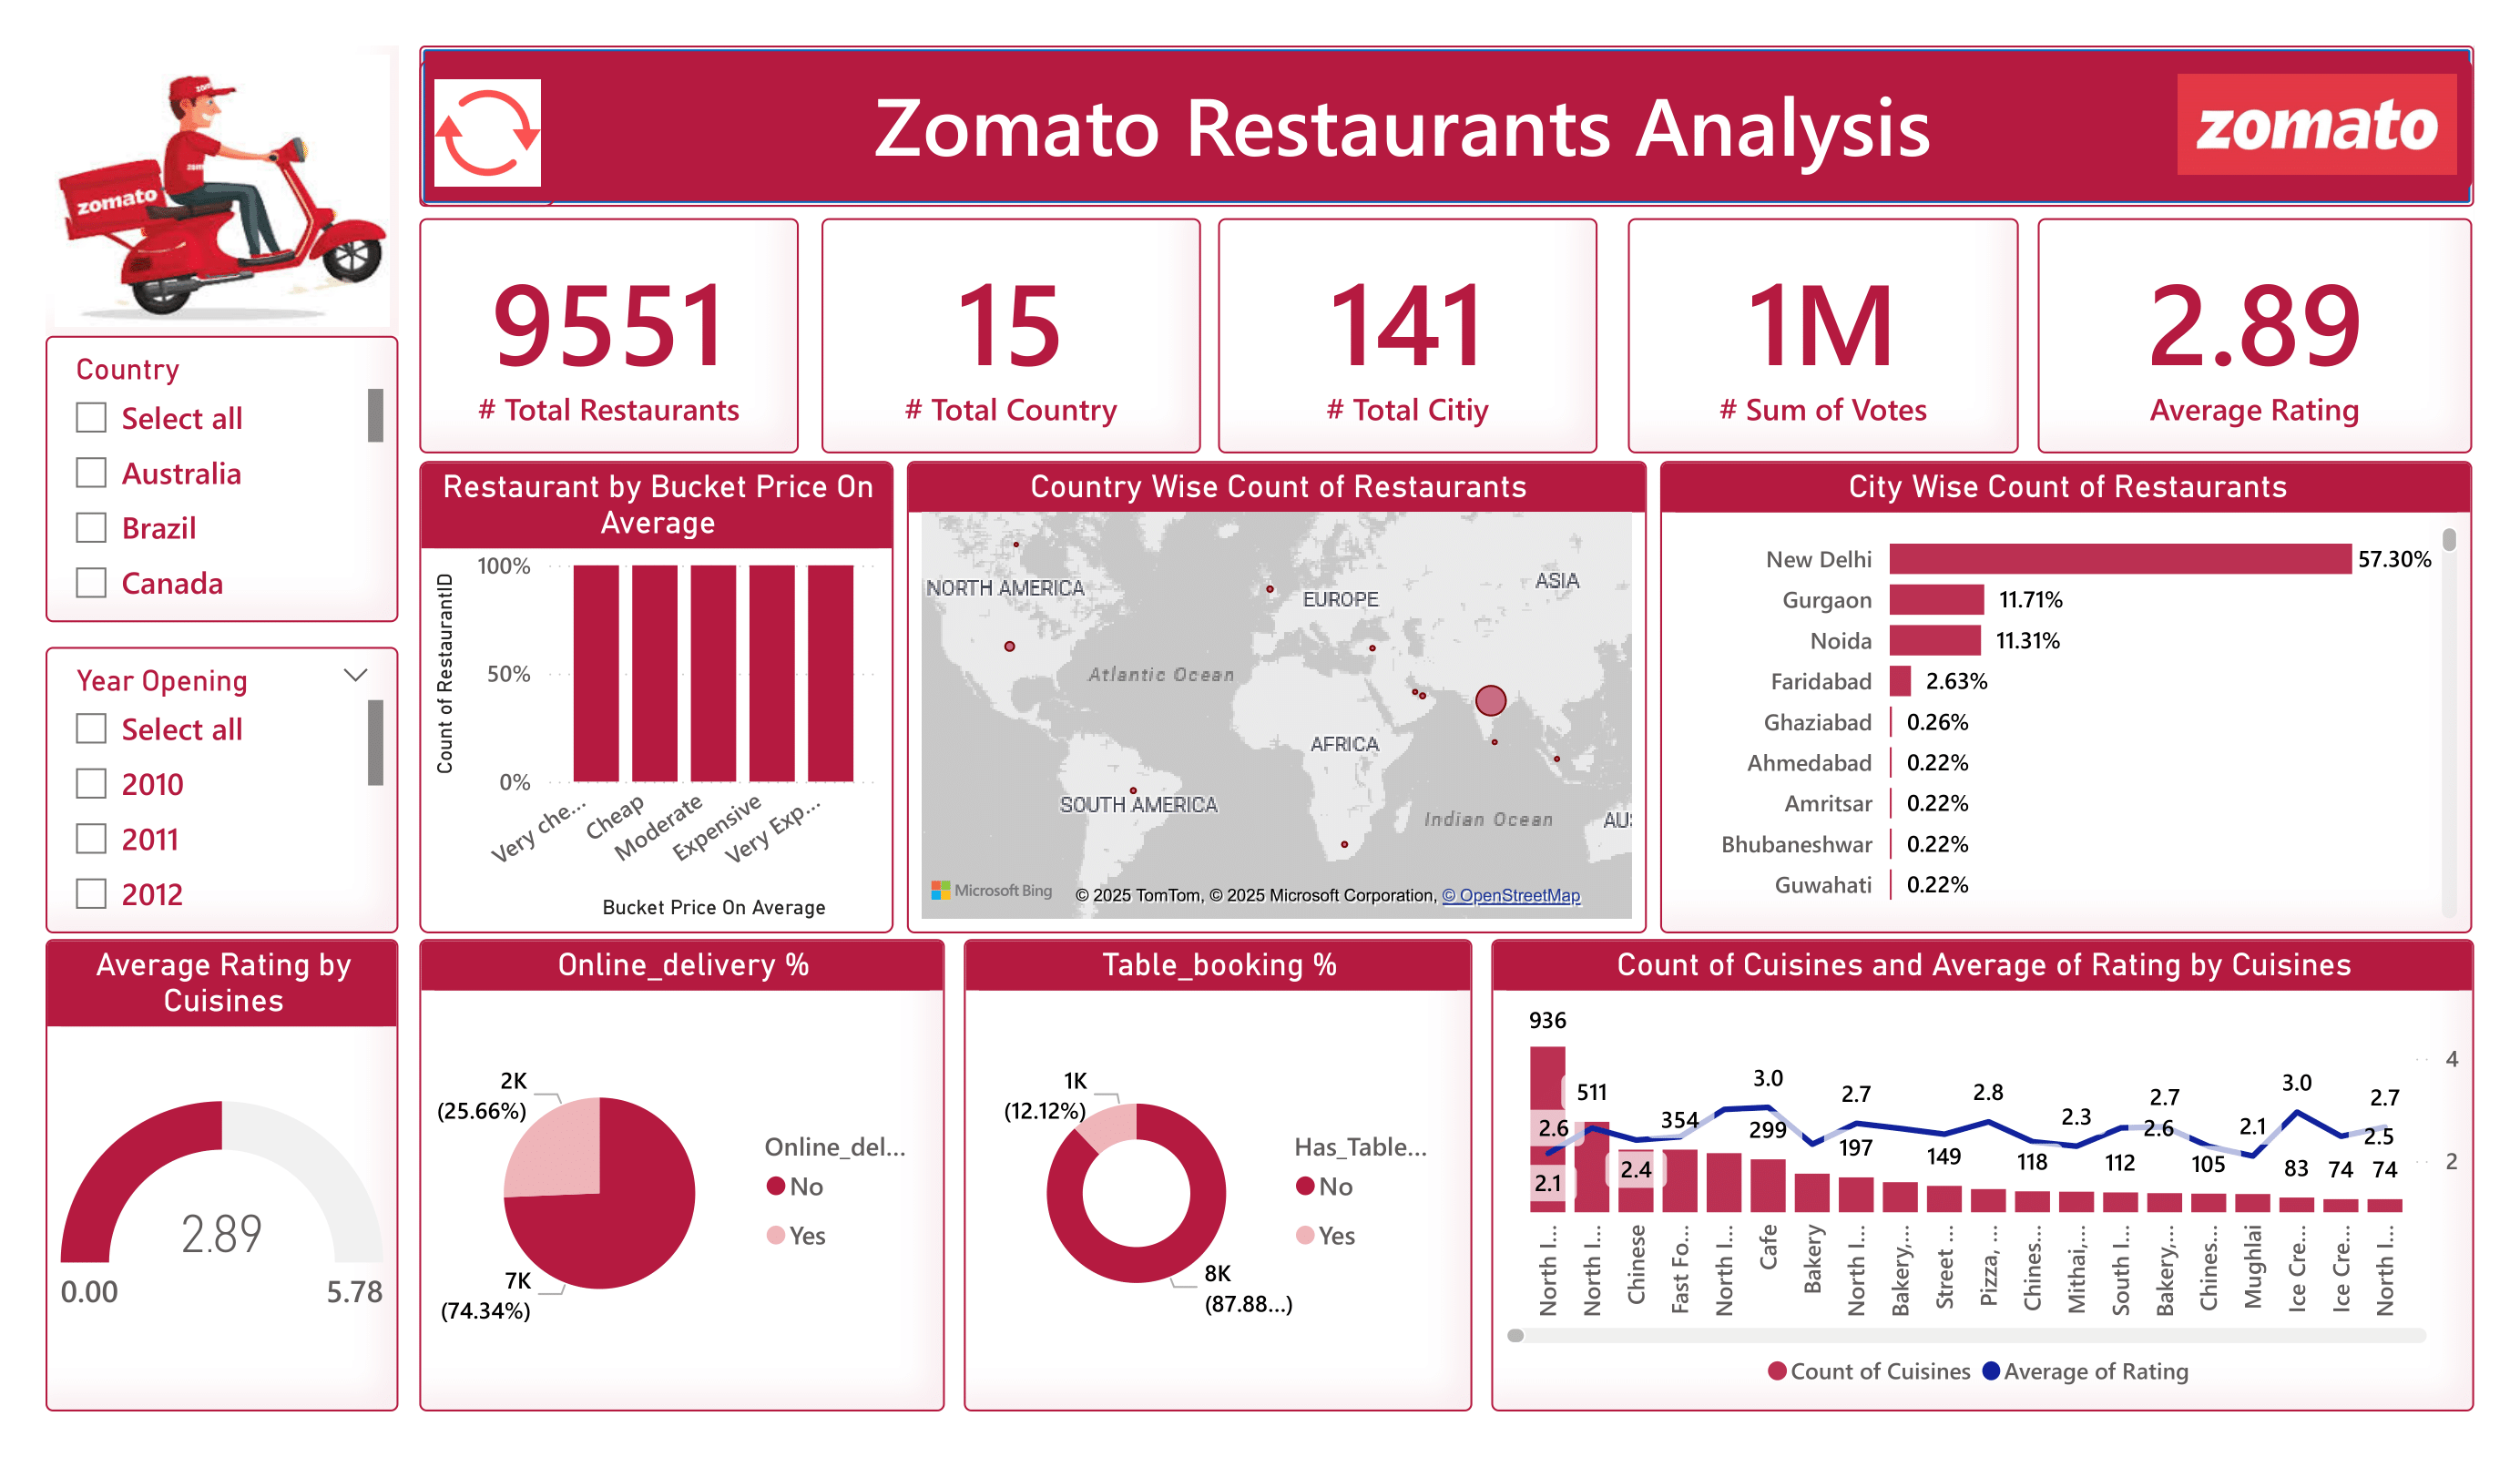 Zomato Restaurants Analysis
zomato
zomato
Country
Select all
Australia
Brazil
Canada
Year Opening
Select all
2010
2011
2012
9551
# Total Restaurants
15
# Total Country
141
# Total Citiy
1M
# Sum of Votes
2.89
Average Rating
Restaurant by Bucket Price On
Average
Count of RestaurantID
100%
50%
0%
Very che...
Cheap
Moderate
Expensive
Very Exp...
Bucket Price On Average
Country Wise Count of Restaurants
NORTH AMERICA
EUROPE
ASIA
Atlantic Ocean
AFRICA
SOUTH AMERICA
Indian Ocean
AUS
Microsoft Bing
© 2025 TomTom, © 2025 Microsoft Corporation, © OpenStreetMap
City Wise Count of Restaurants
New Delhi 57.30%
Gurgaon 11.71%
Noida 11.31%
Faridabad 2.63%
Ghaziabad 0.26%
Ahmedabad 0.22%
Amritsar 0.22%
Bhubaneshwar 0.22%
Guwahati 0.22%
Average Rating by
Cuisines
2.89
0.00
5.78
Online_delivery %
2K
(25.66%)
7K
(74.34%)
Online_del...
No
Yes
Table_booking %
1K
(12.12%)
8K
(87.88...)
Has_Table...
No
Yes
Count of Cuisines and Average of Rating by Cuisines
936
511
354
299
197
149
118
112
105
83
74
74
2.1
2.6
2.4
3.0
2.7
2.8
2.3
2.7
2.6
2.1
3.0
2.5
2.7
4
2
North I...
North I...
Chinese
Fast Fo...
North I...
Cafe
Bakery
North I...
Bakery,...
Street ...
Pizza, ...
Chines...
Mithai,...
South I...
Bakery,...
Chines...
Mughlai
Ice Cre...
Ice Cre...
North I...
Count of Cuisines
Average of Rating